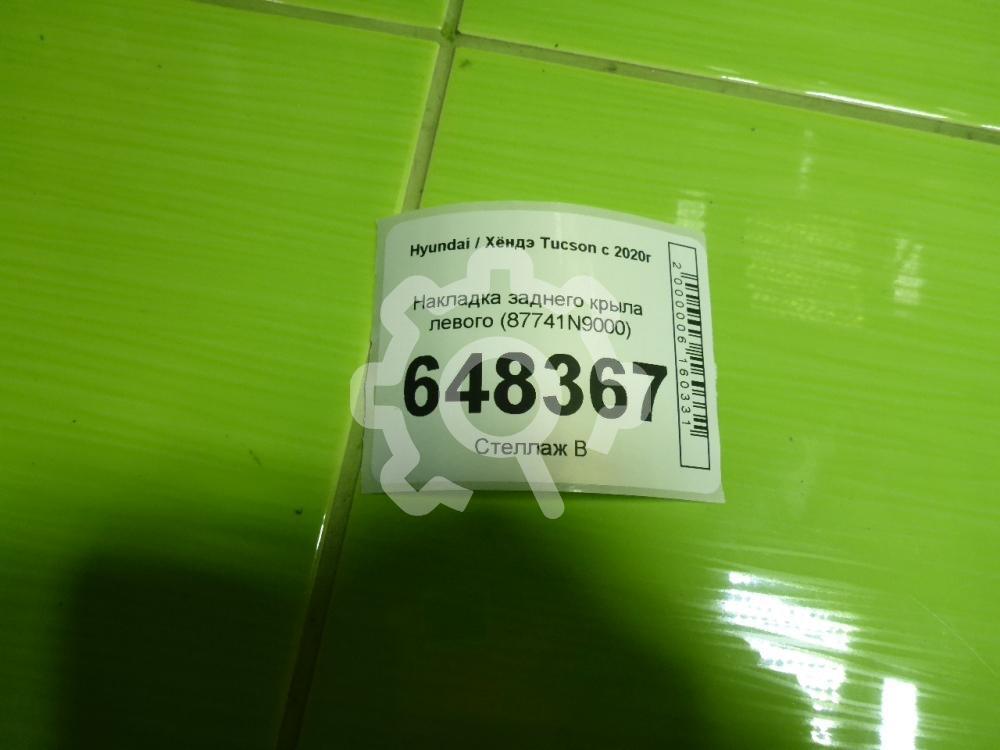 Hyundai / Хёндэ Tucson с 2020г
Накладка заднего крыла
левого (87741N9000)
648367
Стеллаж В
2000006160331